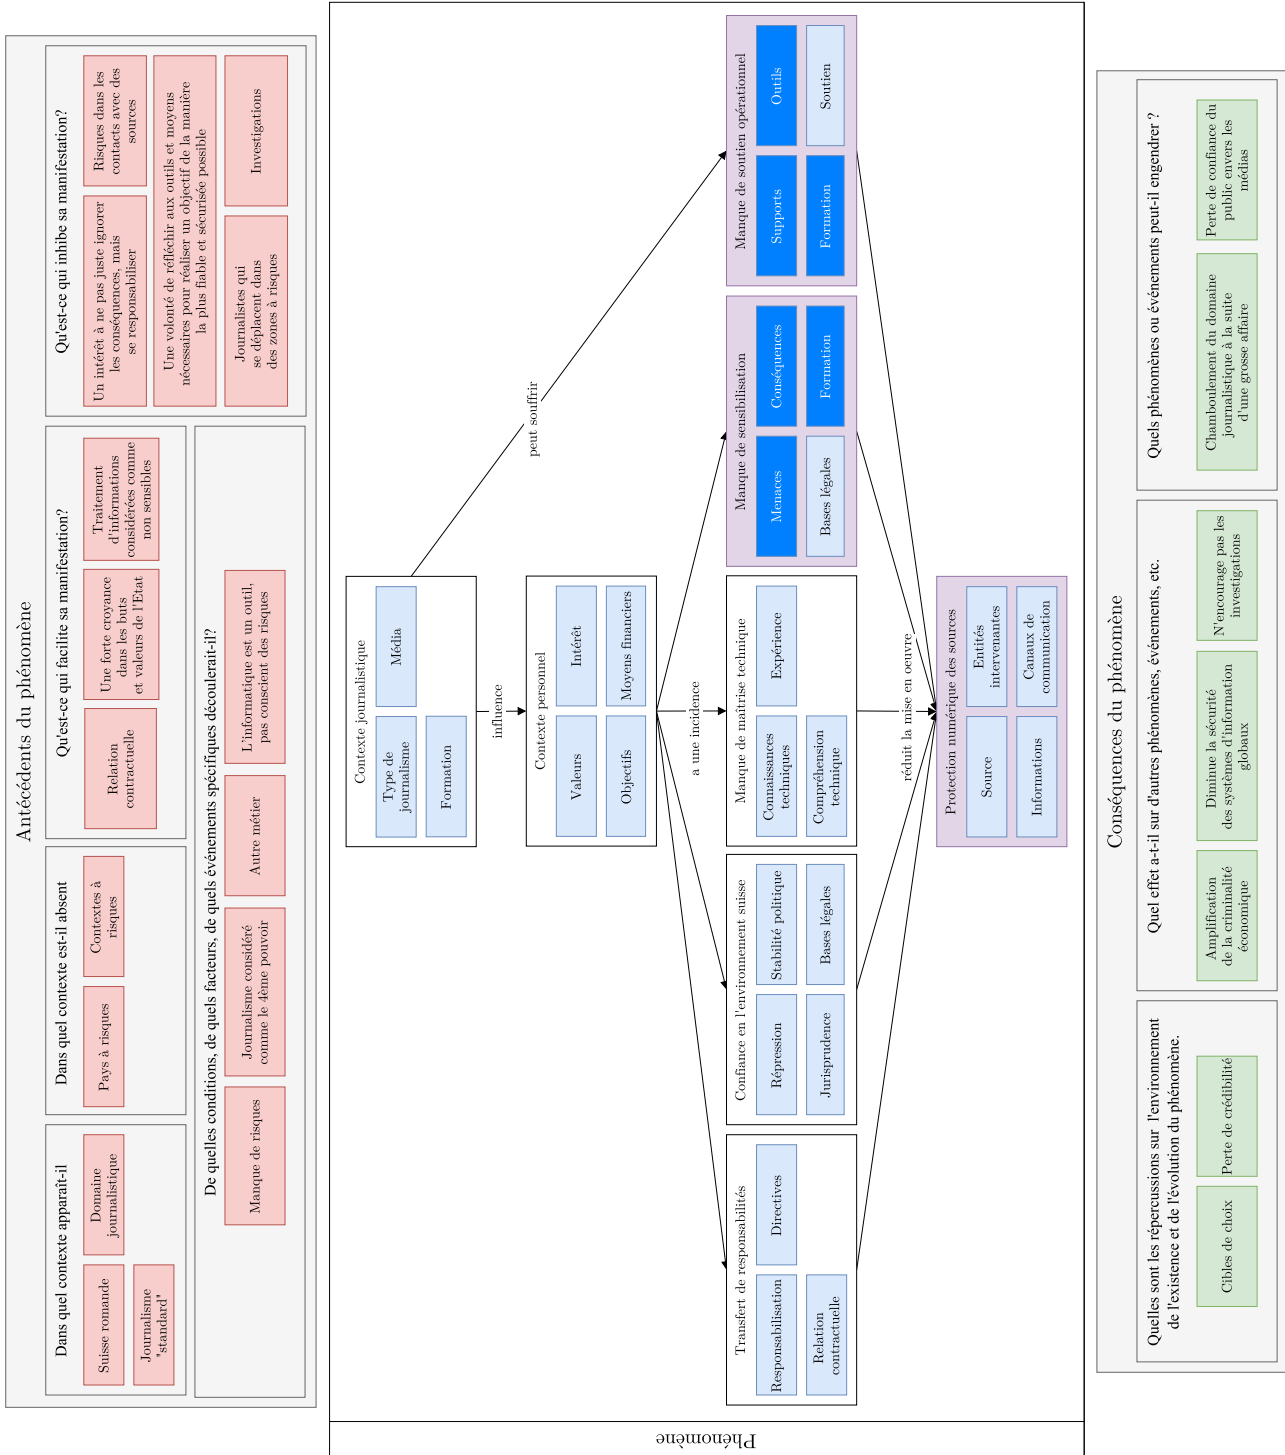 Antécédents du phénomène
Dans quel contexte apparaît-il
Suisse romande
Domaine
journalistique
Journalisme
"standard"
Dans quel contexte est-il absent
Pays à risques
Contextes à
risques
Qu'est-ce qui facilite sa manifestation?
Relation
contractuelle
Une forte croyance
dans les buts
et valeurs de l'Etat
Traitement
d'informations
considérées comme
non sensibles
Qu'est-ce qui inhibe sa manifestation?
Un intérêt à ne pas juste ignorer
les conséquences, mais
se responsabiliser
Risques dans les
contacts avec des
sources
Une volonté de réfléchir aux outils et moyens
nécessaires pour réaliser un objectif de la manière
la plus fiable et sécurisée possible
Journalistes qui
se déplacent dans
des zones à risques
Investigations
De quelles conditions, de quels facteurs, de quels événements spécifiques découlerait-il?
Manque de risques
Journalisme considéré
comme le 4ème pouvoir
Autre métier
L'informatique est un outil,
pas conscient des risques
Phénomène
Contexte journalistique
Type de
journalisme
Média
Formation
influence
peut souffrir
Contexte personnel
Valeurs
Intérêt
Objectifs
Moyens financiers
a une incidence
Transfert de responsabilités
Responsabilisation
Directives
Relation
contractuelle
Confiance en l'environnement suisse
Répression
Stabilité politique
Jurisprudence
Bases légales
Manque de maîtrise technique
Connaissances
techniques
Expérience
Compréhension
technique
Manque de sensibilisation
Menaces
Conséquences
Bases légales
Formation
Manque de soutien opérationnel
Supports
Outils
Formation
Soutien
réduit la mise en oeuvre
Protection numérique des sources
Source
Entités
intervenantes
Informations
Canaux de
communication
Conséquences du phénomène
Quelles sont les répercussions sur l'environnement
de l'existence et de l'évolution du phénomène.
Cibles de choix
Perte de crédibilité
Quel effet a-t-il sur d'autres phénomènes, événements, etc.
Amplification
de la criminalité
économique
Diminue la sécurité
des systèmes d'information
globaux
N'encourage pas les
investigations
Quels phénomènes ou événements peut-il engendrer ?
Chamboulement du domaine
journalistique à la suite
d'une grosse affaire
Perte de confiance du
public envers les
médias